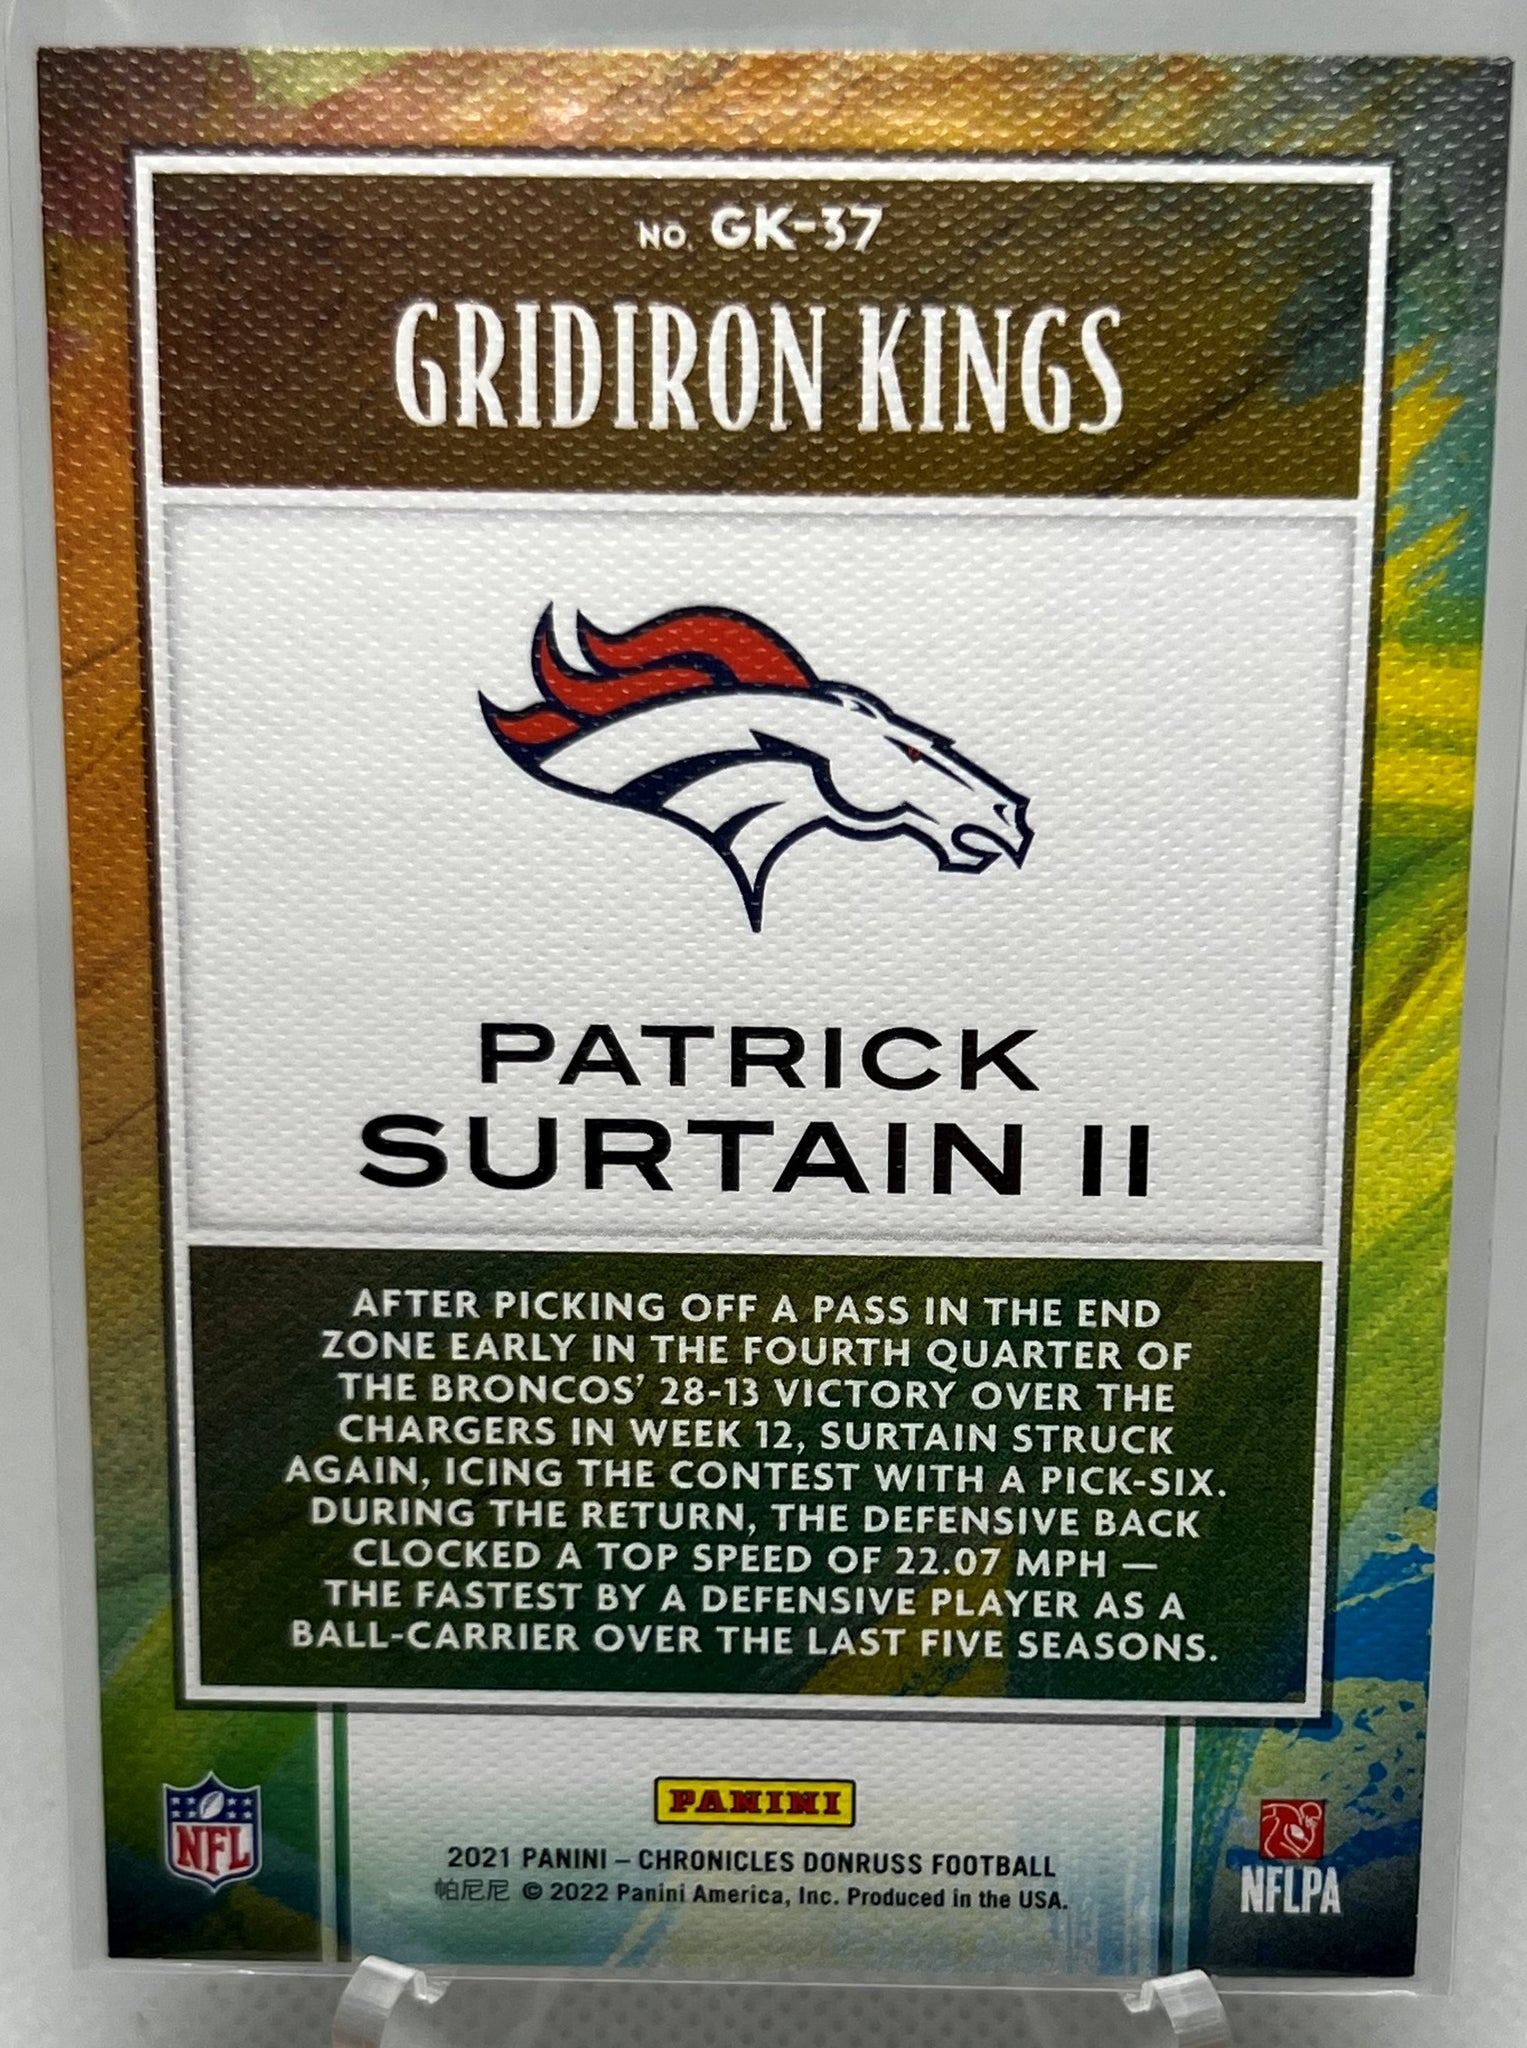 NO. GK-37
GRIDIRON KINGS
PATRICK
SURTAIN II
AFTER PICKING OFF A PASS IN THE END
ZONE EARLY IN THE FOURTH QUARTER OF
THE BRONCOS' 28-13 VICTORY OVER THE
CHARGERS IN WEEK 12, SURTAIN STRUCK
AGAIN, ICING THE CONTEST WITH A PICK-SIX.
DURING THE RETURN, THE DEFENSIVE BACK
CLOCKED A TOP SPEED OF 22.07 MPH —
THE FASTEST BY A DEFENSIVE PLAYER AS A
BALL-CARRIER OVER THE LAST FIVE SEASONS.
PANINI
NFL
2021 PANINI – CHRONICLES DONRUSS FOOTBALL
帕尼尼 © 2022 Panini America, Inc. Produced in the USA.
NFLPA